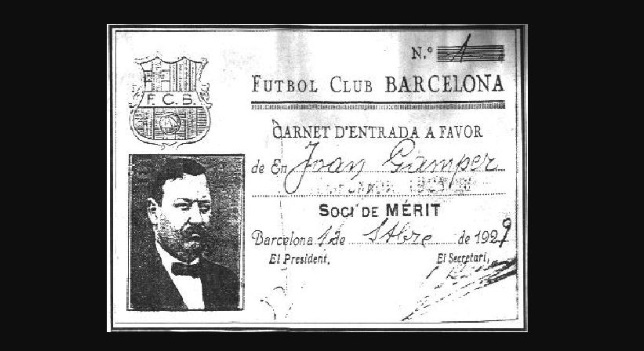 N.º 1
F.C.B.
FUTBOL CLUB BARCELONA
CARNET D'ENTRADA A FAVOR
de En Joan Gamper
SOCI DE MÈRIT
Barcelona 1 de 7bre de 1929
El President,
El Secretari,